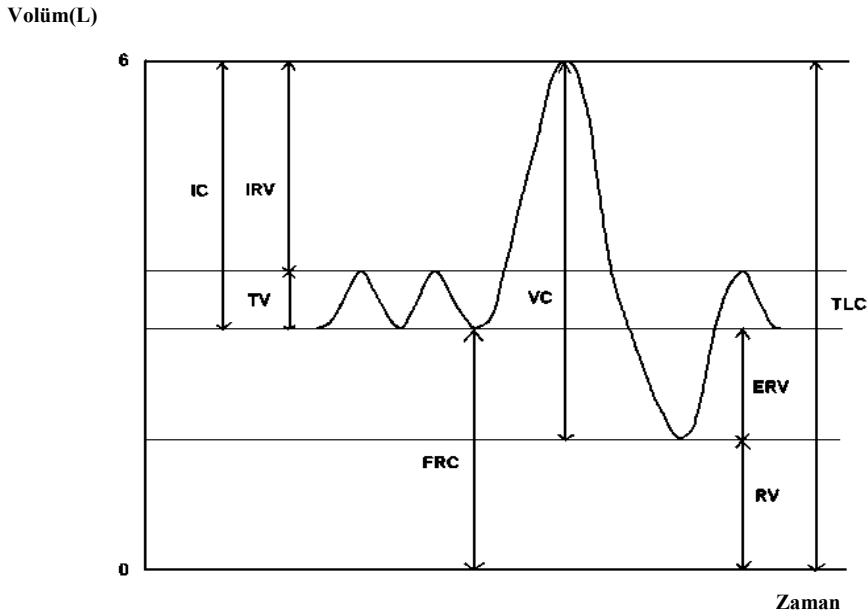 Volüm(L)
6
IC
IRV
TV
VC
TLC
ERV
FRC
RV
0
Zaman